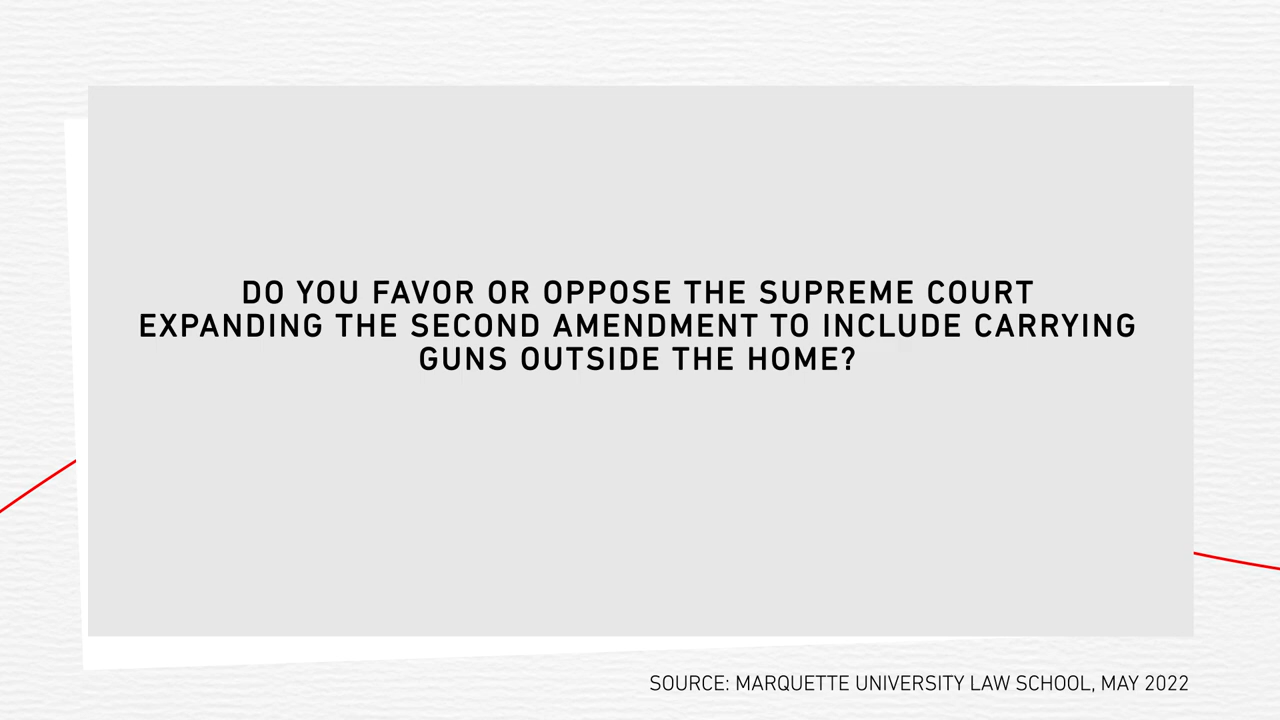 DO YOU FAVOR OR OPPOSE THE SUPREME COURT
EXPANDING THE SECOND AMENDMENT TO INCLUDE CARRYING
GUNS OUTSIDE THE HOME?
SOURCE: MARQUETTE UNIVERSITY LAW SCHOOL, MAY 2022